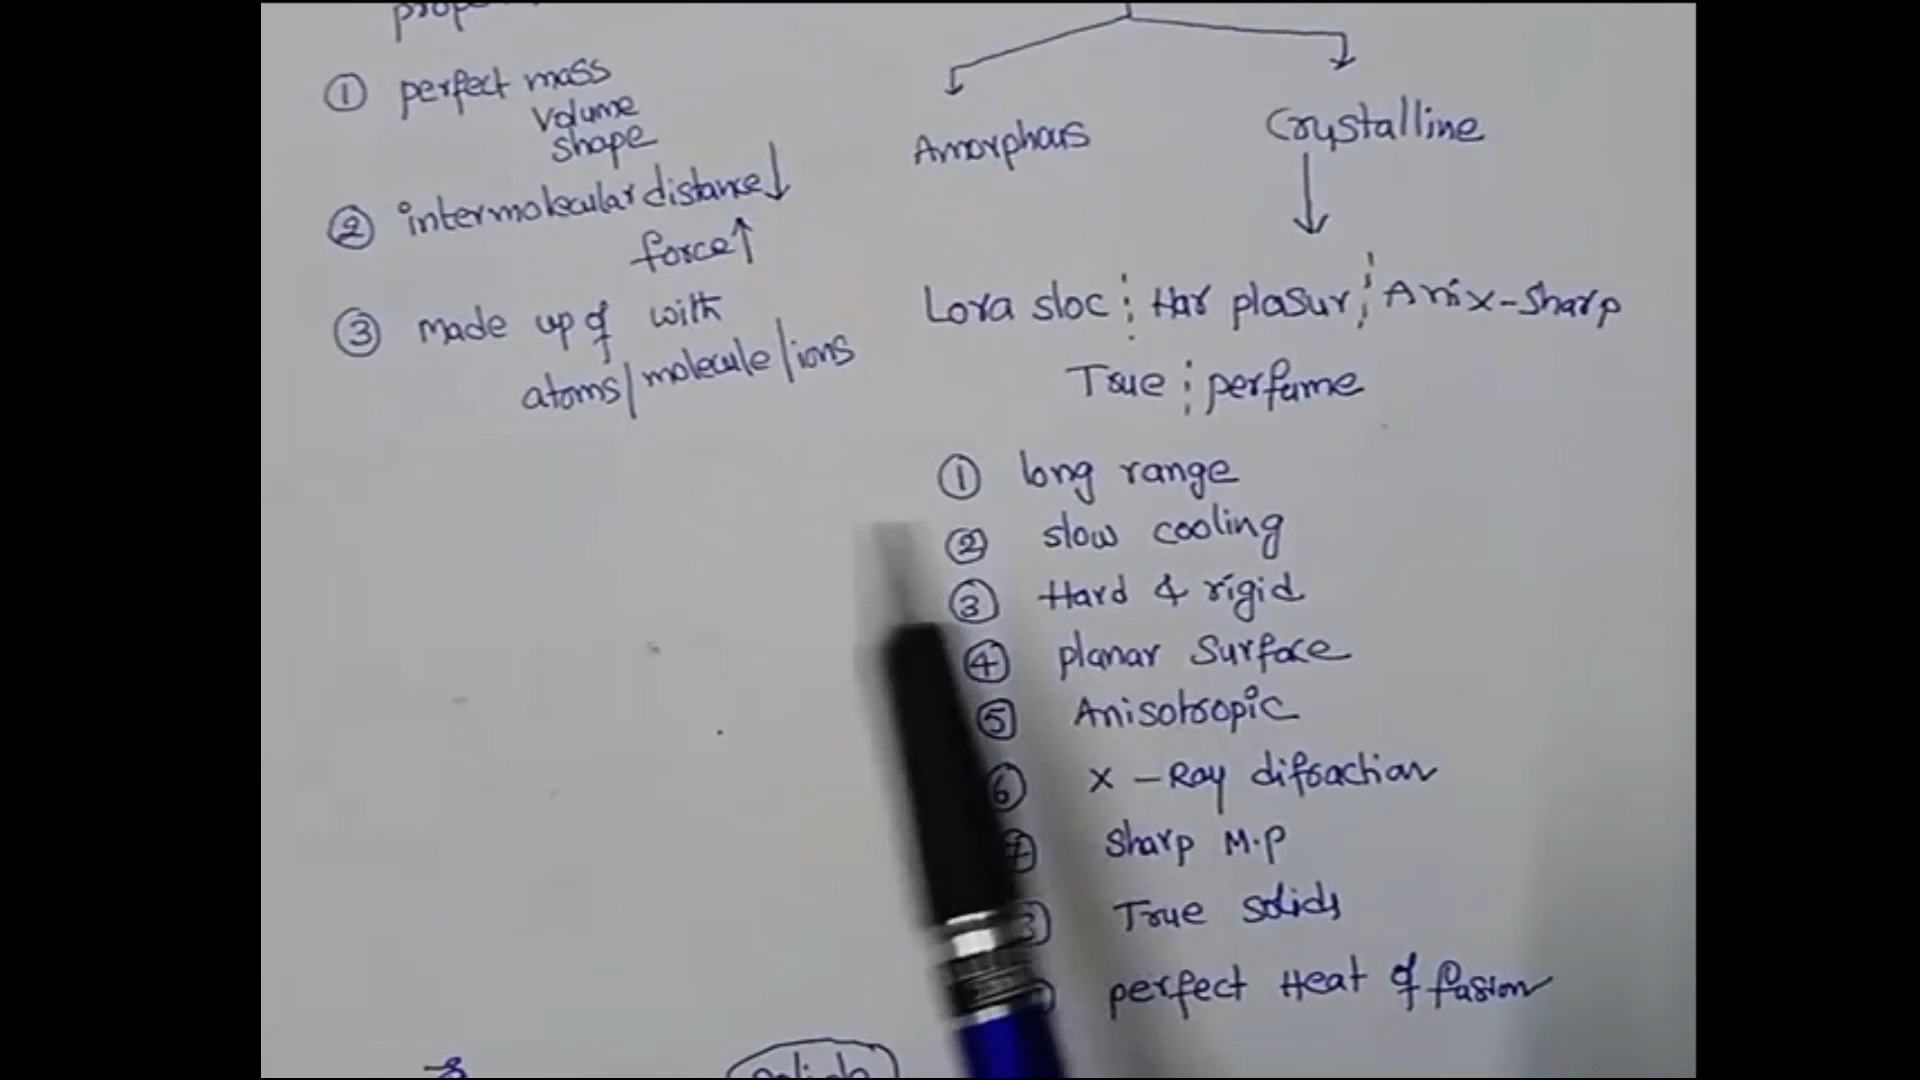 ① perfect mass
volume
shape
② intermolecular distance↓
force↑
③ made up of with
atoms/molecule/ions
Amorphous
Crystalline
Lora sloc ¦ Har plasur ¦ Anix-Sharp
True ¦ perfume
① long range
② slow cooling
③ Hard & rigid
④ planar Surface
⑤ Anisotropic
⑥ X-Ray difraction
⑦ Sharp M.P
True solids
perfect Heat of fusion